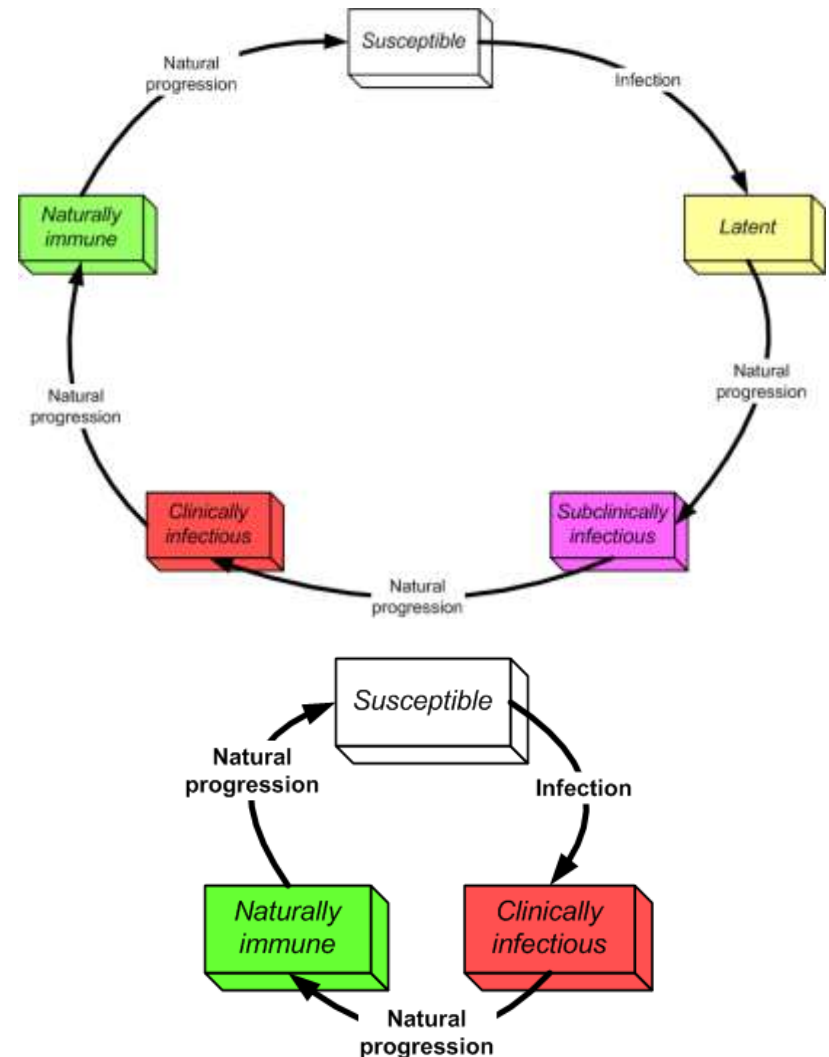 Susceptible
Infection
Latent
Natural
progression
Subclinically
infectious
Natural
progression
Clinically
infectious
Natural
progression
Naturally
immune
Natural
progression
Susceptible
Infection
Clinically
infectious
Natural
progression
Naturally
immune
Natural
progression